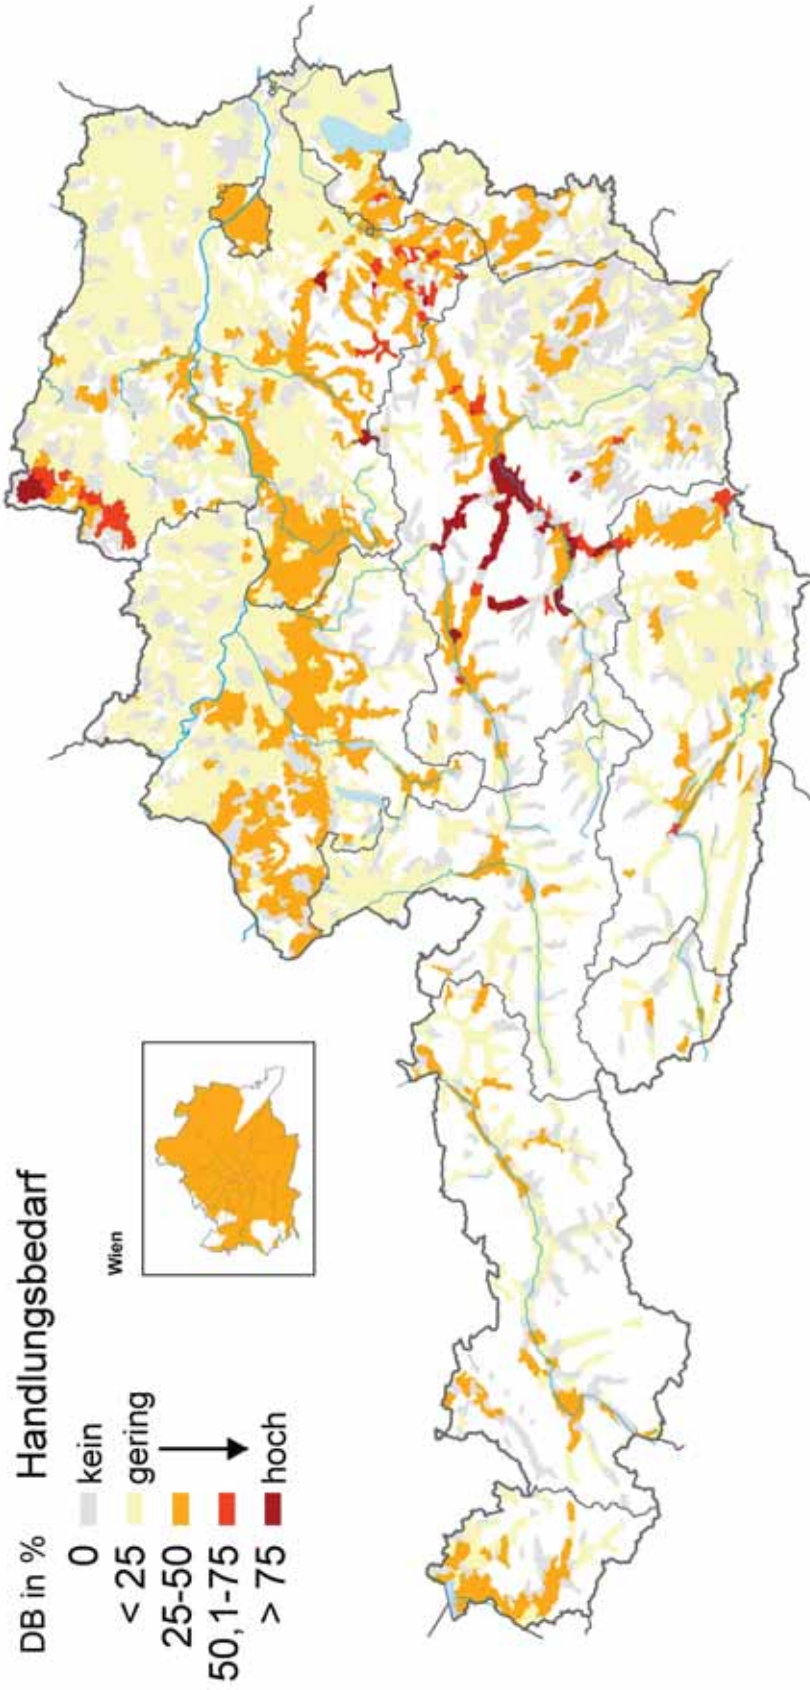 DB in % Handlungsbedarf
0 kein
< 25 gering
25-50
50,1-75
> 75 hoch
Wien